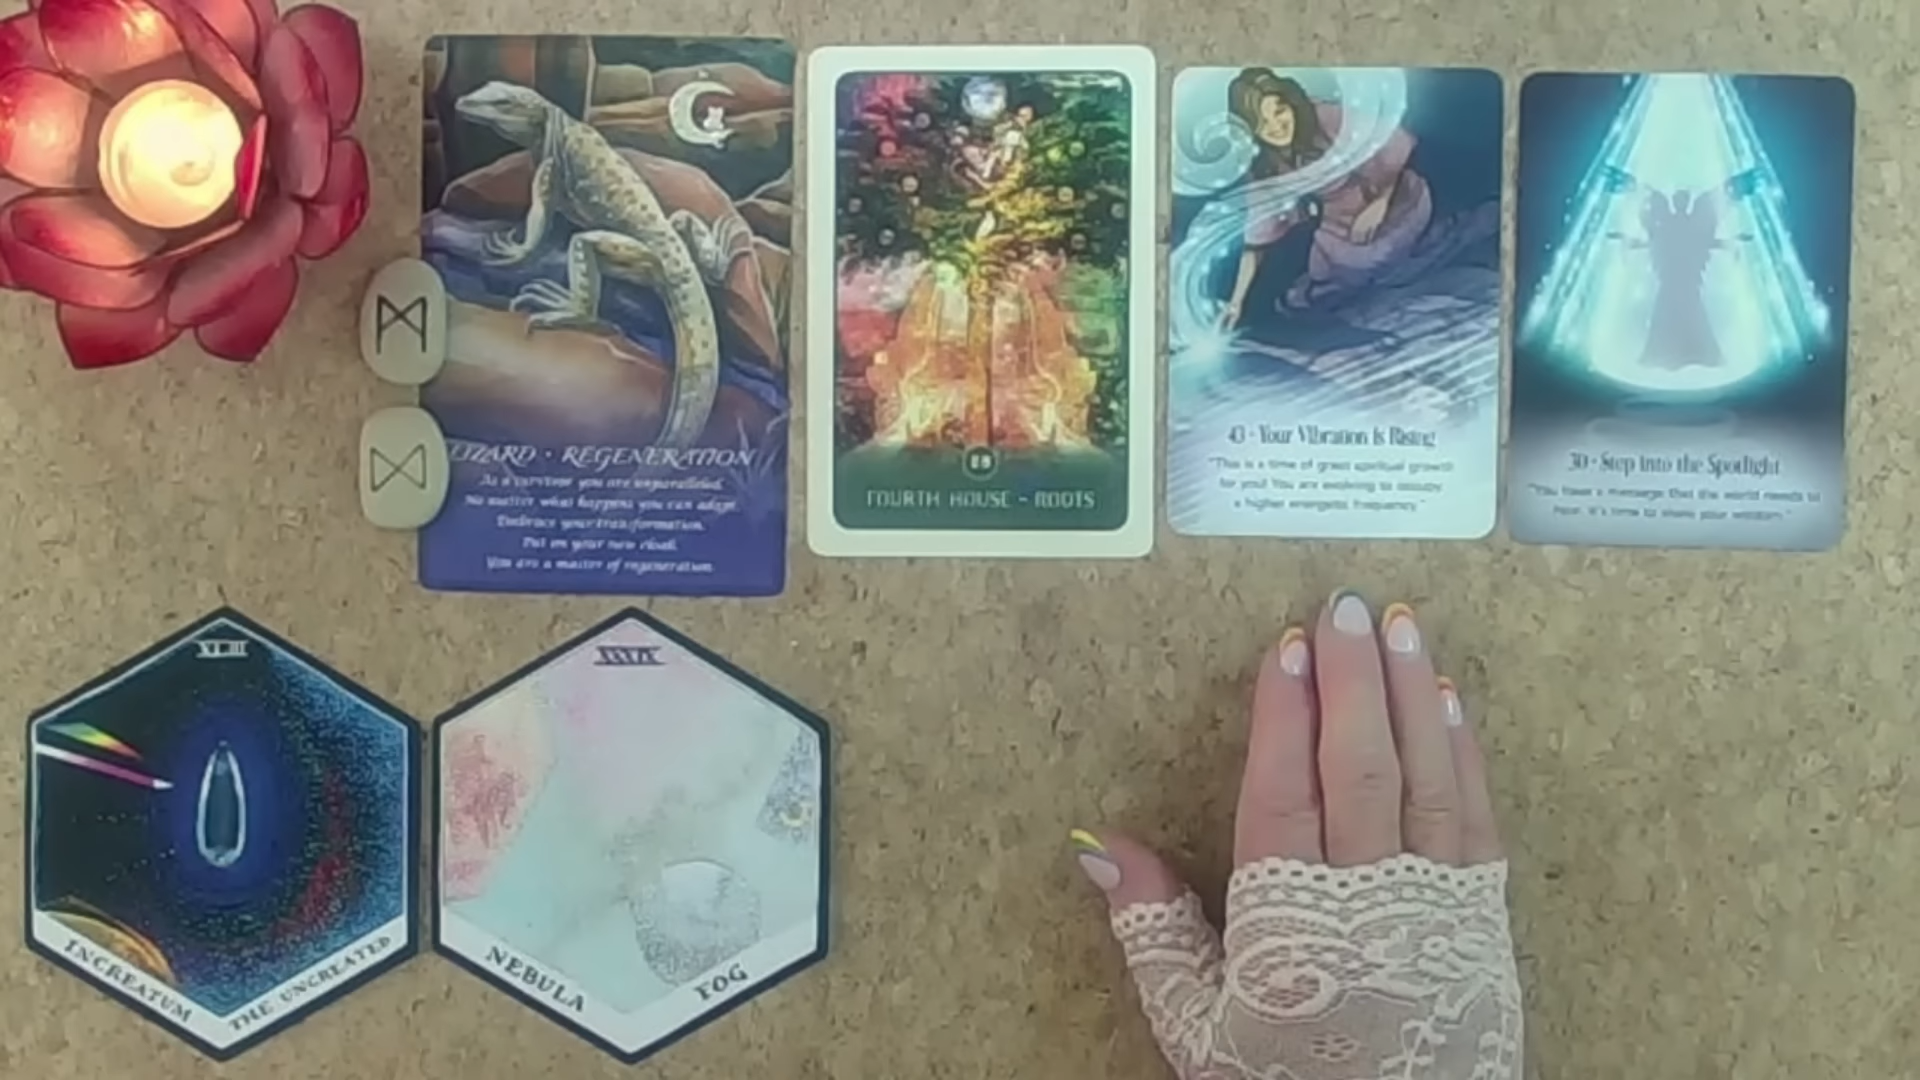 ᛗ
ᛞ
LIZARD • REGENERATION
As a survivor you are unparalleled.
No matter what happens you can adapt.
Embrace your transformation.
Put on your new cloak.
You are a master of regeneration.
FOURTH HOUSE - ROOTS
43 - Your Vibration Is Rising
"This is a time of great spiritual growth
for you! You are evolving to occupy
a higher energetic frequency."
30 - Step into the Spotlight
"You have a message that the world needs to
hear. It's time to share your wisdom."
XLIII
INCREATUM
THE UNCREATED
NEBULA
FOG